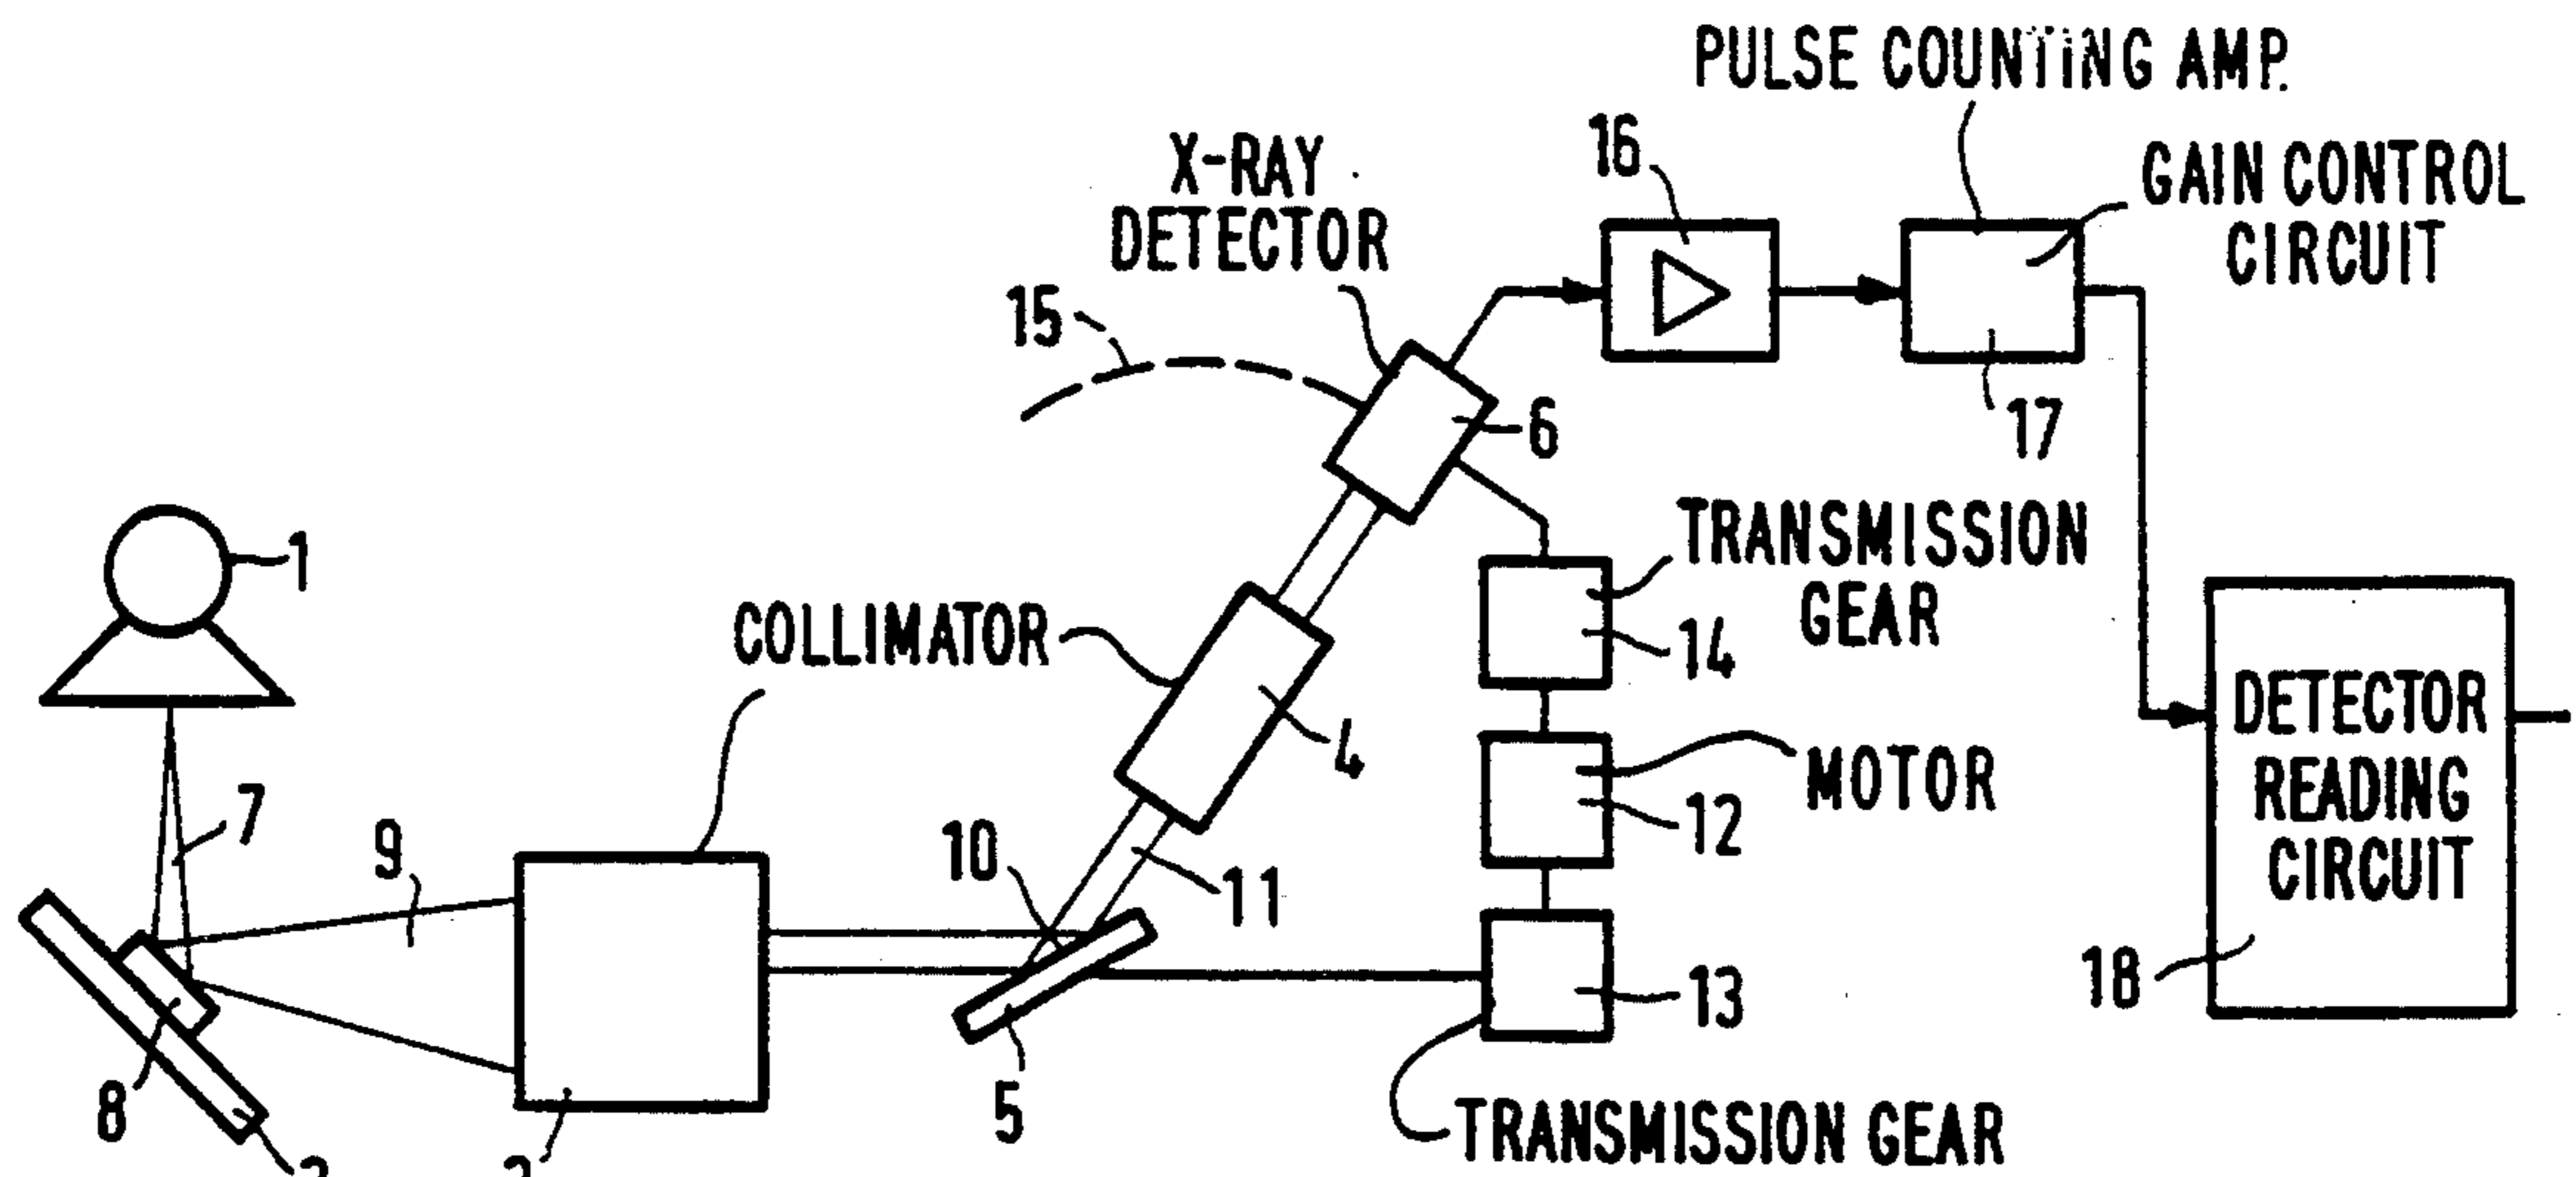 PULSE COUNTING AMP.
16
X-RAY
DETECTOR
GAIN CONTROL
CIRCUIT
15
6
17
1
TRANSMISSION
GEAR
COLLIMATOR
14
4
MOTOR
12
DETECTOR
READING
CIRCUIT
7
9
10
11
18
13
8
5
TRANSMISSION GEAR